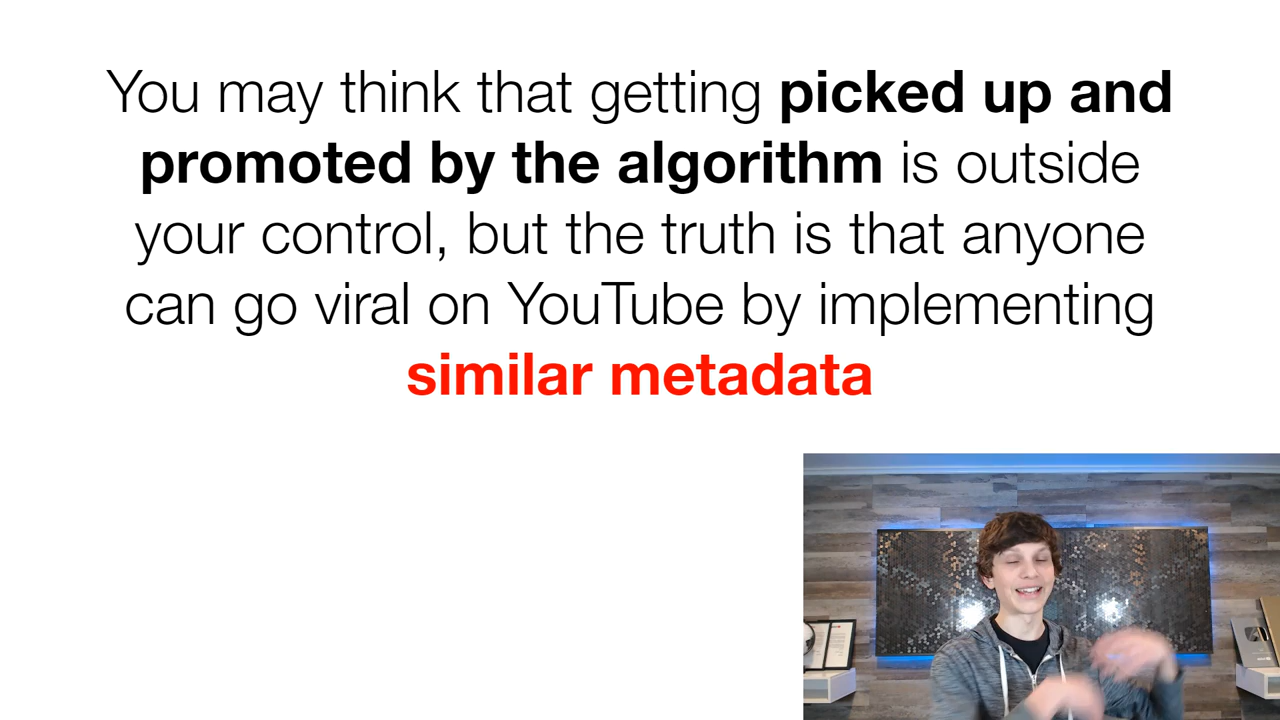 You may think that getting picked up and
promoted by the algorithm is outside
your control, but the truth is that anyone
can go viral on YouTube by implementing
similar metadata